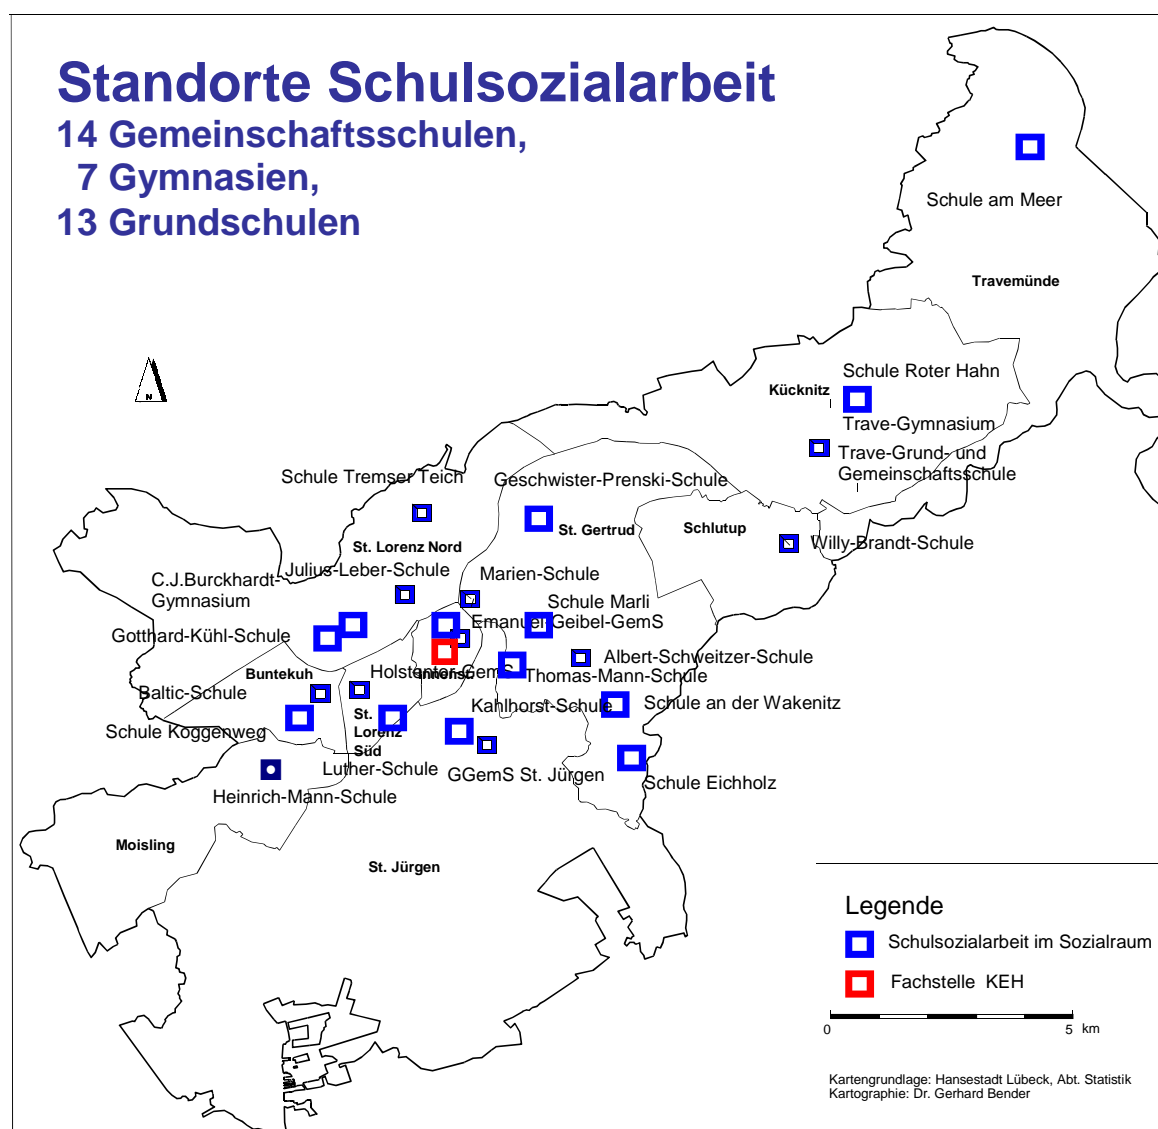 Standorte Schulsozialarbeit
14 Gemeinschaftsschulen,
7 Gymnasien,
13 Grundschulen
Schule am Meer
Travemünde
Schule Roter Hahn
Kücknitz
Trave-Gymnasium
Trave-Grund- und
Gemeinschaftsschule
N
Schule Tremser Teich
Geschwister-Prenski-Schule
St. Gertrud
Schlutup
Willy-Brandt-Schule
St. Lorenz Nord
Julius-Leber-Schule
Marien-Schule
C.J.Burckhardt-
Gymnasium
Schule Marli
Emanuel-Geibel-GemS
Gotthard-Kühl-Schule
Albert-Schweitzer-Schule
Buntekuh
Holstentor-GemS
Innenst.
Thomas-Mann-Schule
Baltic-Schule
Kahlhorst-Schule
Schule an der Wakenitz
St.
Lorenz
Süd
Schule Koggenweg
Luther-Schule
GGemS St. Jürgen
Schule Eichholz
Heinrich-Mann-Schule
Moisling
St. Jürgen
Legende
Schulsozialarbeit im Sozialraum
Fachstelle KEH
0 5 km
Kartengrundlage: Hansestadt Lübeck, Abt. Statistik
Kartographie: Dr. Gerhard Bender